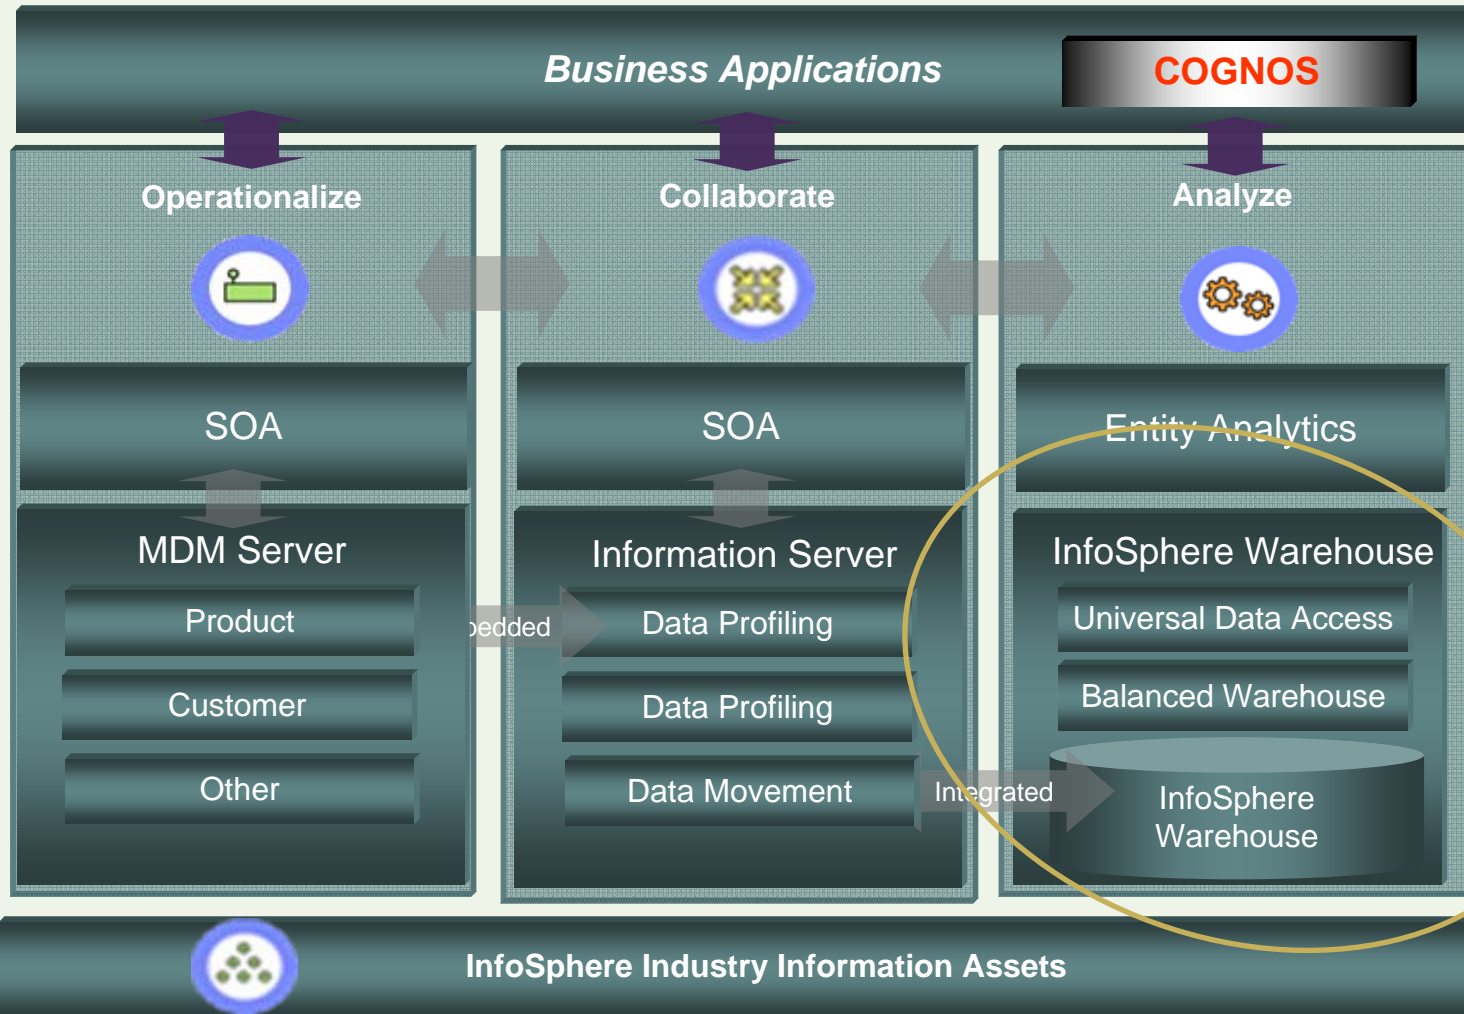 Business Applications
COGNOS
Operationalize
Collaborate
Analyze
SOA
SOA
Entity Analytics
MDM Server
Product
Customer
Other
Information Server
Data Profiling
Data Profiling
Data Movement
InfoSphere Warehouse
Universal Data Access
Balanced Warehouse
InfoSphere
Warehouse
Integrated
InfoSphere Industry Information Assets